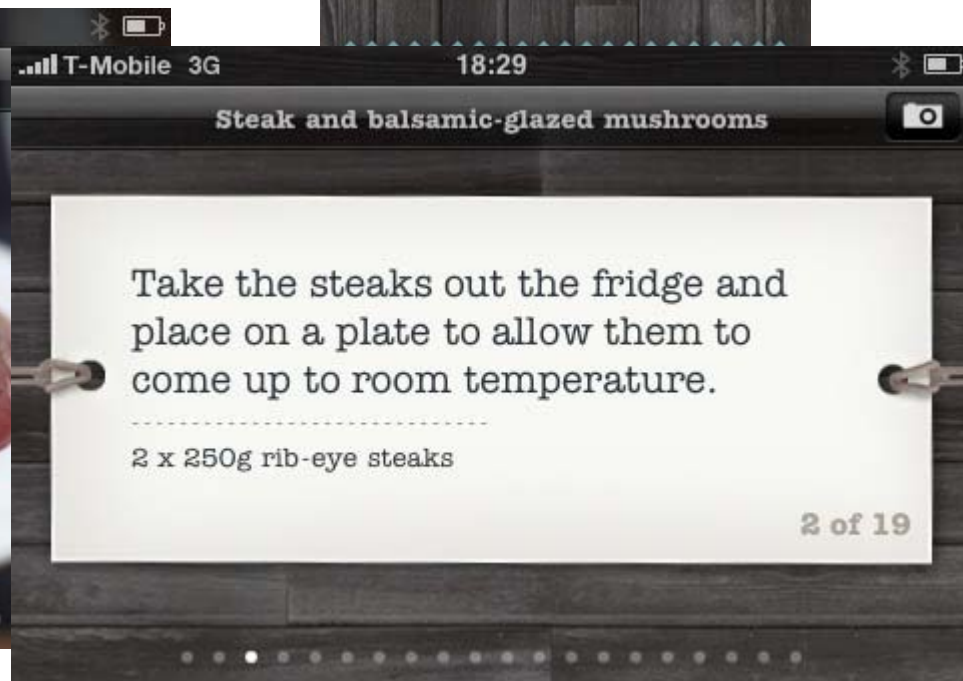 T-Mobile 3G 18:29
Steak and balsamic-glazed mushrooms
Take the steaks out the fridge and
place on a plate to allow them to
come up to room temperature.
2 x 250g rib-eye steaks
2 of 19